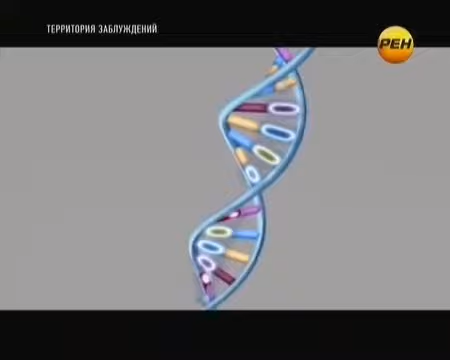 ТЕРРИТОРИЯ ЗАБЛУЖДЕНИЙ
РЕН